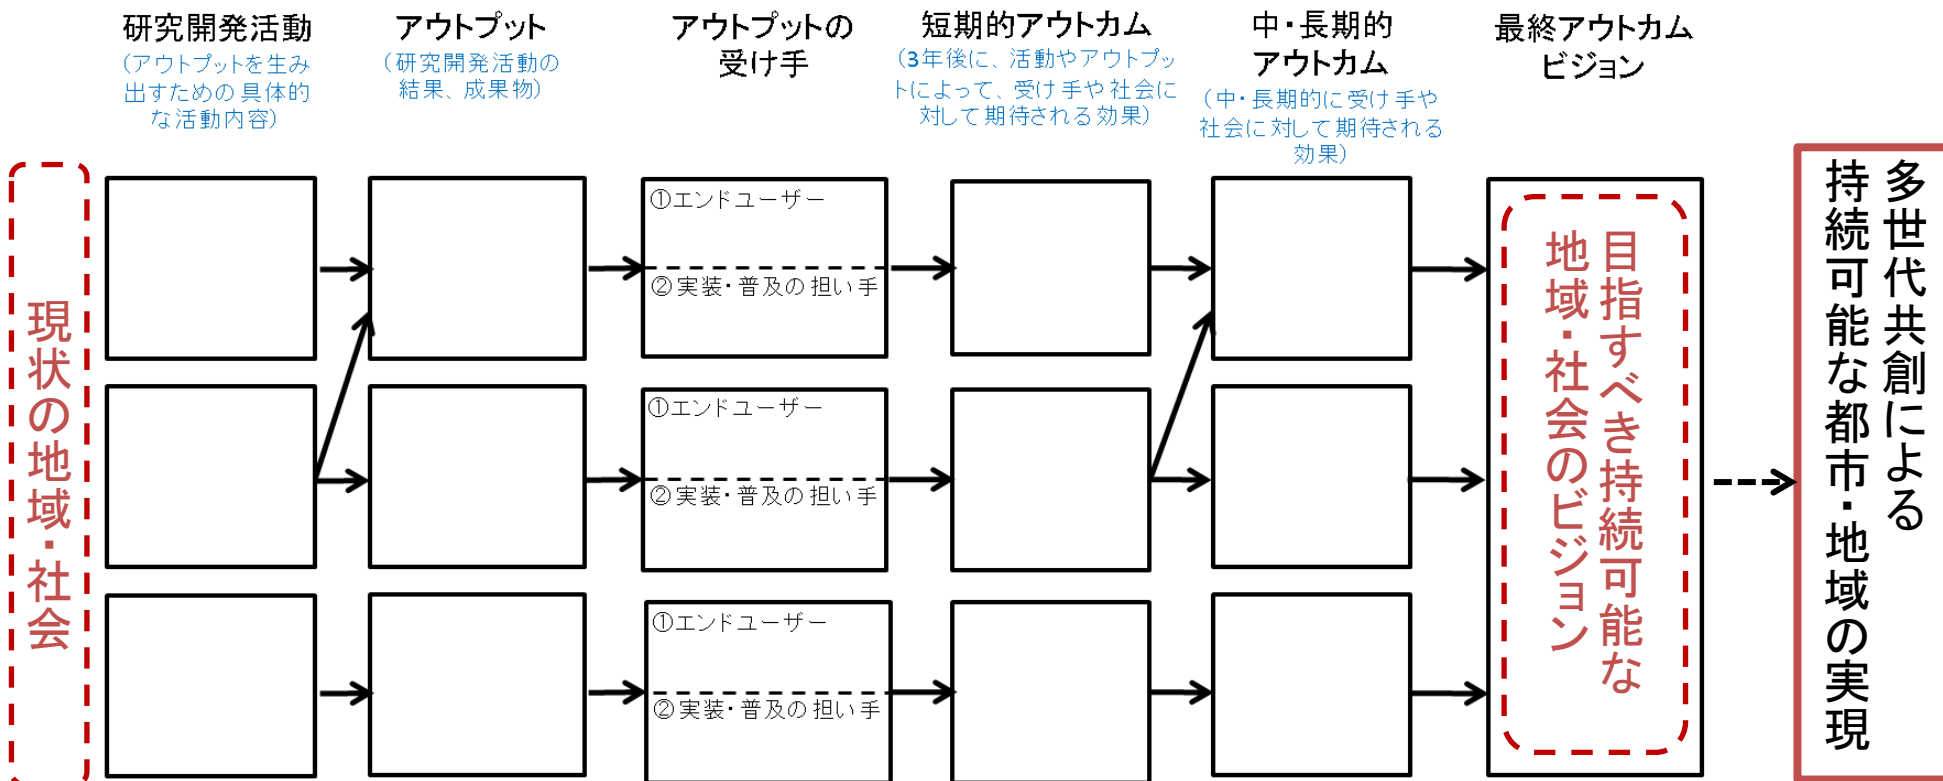 研究開発活動
(アウトプットを生み
出すための具体的
な活動内容)
アウトプット
(研究開発活動の
結果、成果物)
アウトプットの
受け手
短期的アウトカム
(3年後に、活動やアウトプッ
トによって、受け手や社会に
対して期待される効果)
中・長期的
アウトカム
(中・長期的に受け手や
社会に対して期待される
効果)
最終アウトカム
ビジョン
現状の地域・社会
①エンドユーザー
②実装・普及の担い手
①エンドユーザー
②実装・普及の担い手
①エンドユーザー
②実装・普及の担い手
目指すべき持続可能な
地域・社会のビジョン
多世代共創による
持続可能な都市・地域の実現